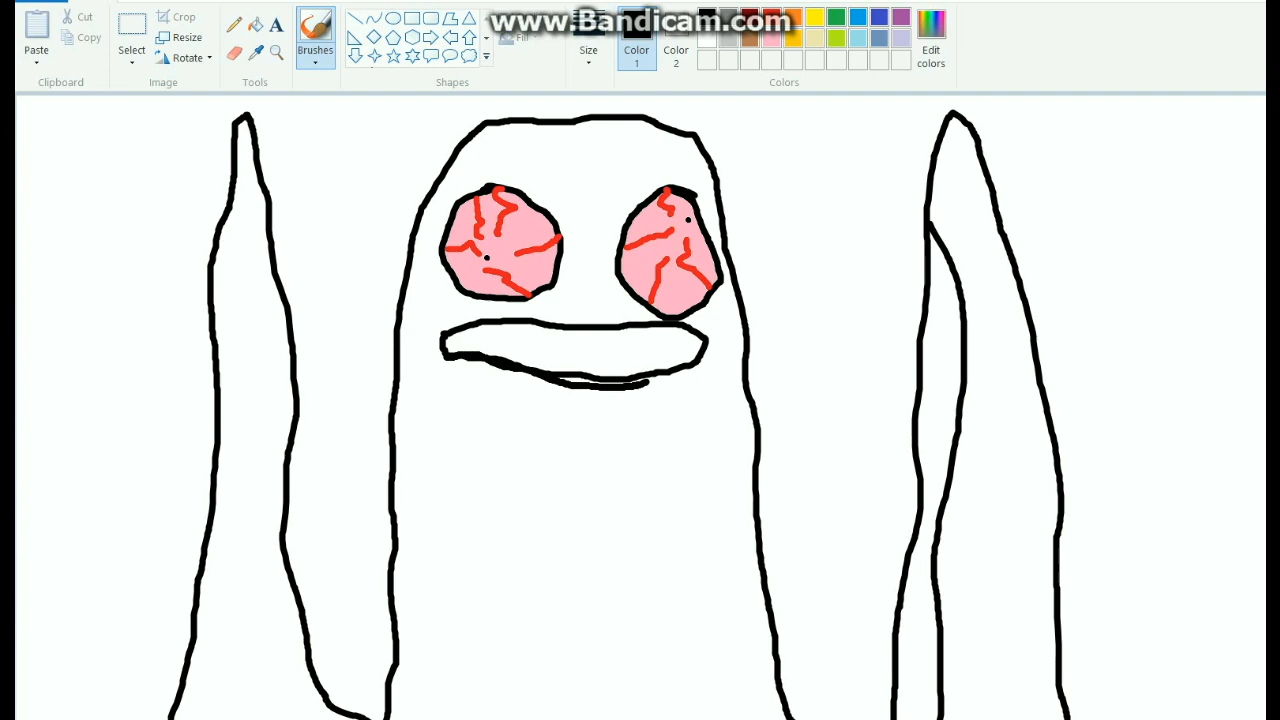 www.Bandicam.com
Paste
Cut
Copy
Clipboard
Select
Crop
Resize
Rotate
Image
A
Tools
Brushes
Fill
Shapes
Size
Color 1
Color 2
Edit colors
Colors